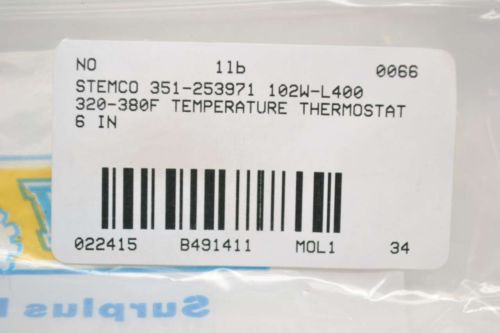 NO 1lb 0066
STEMCO 351-253971 102W-L400
320-380F TEMPERATURE THERMOSTAT
6 IN
022415 B491411 MOL1 34
Surplus